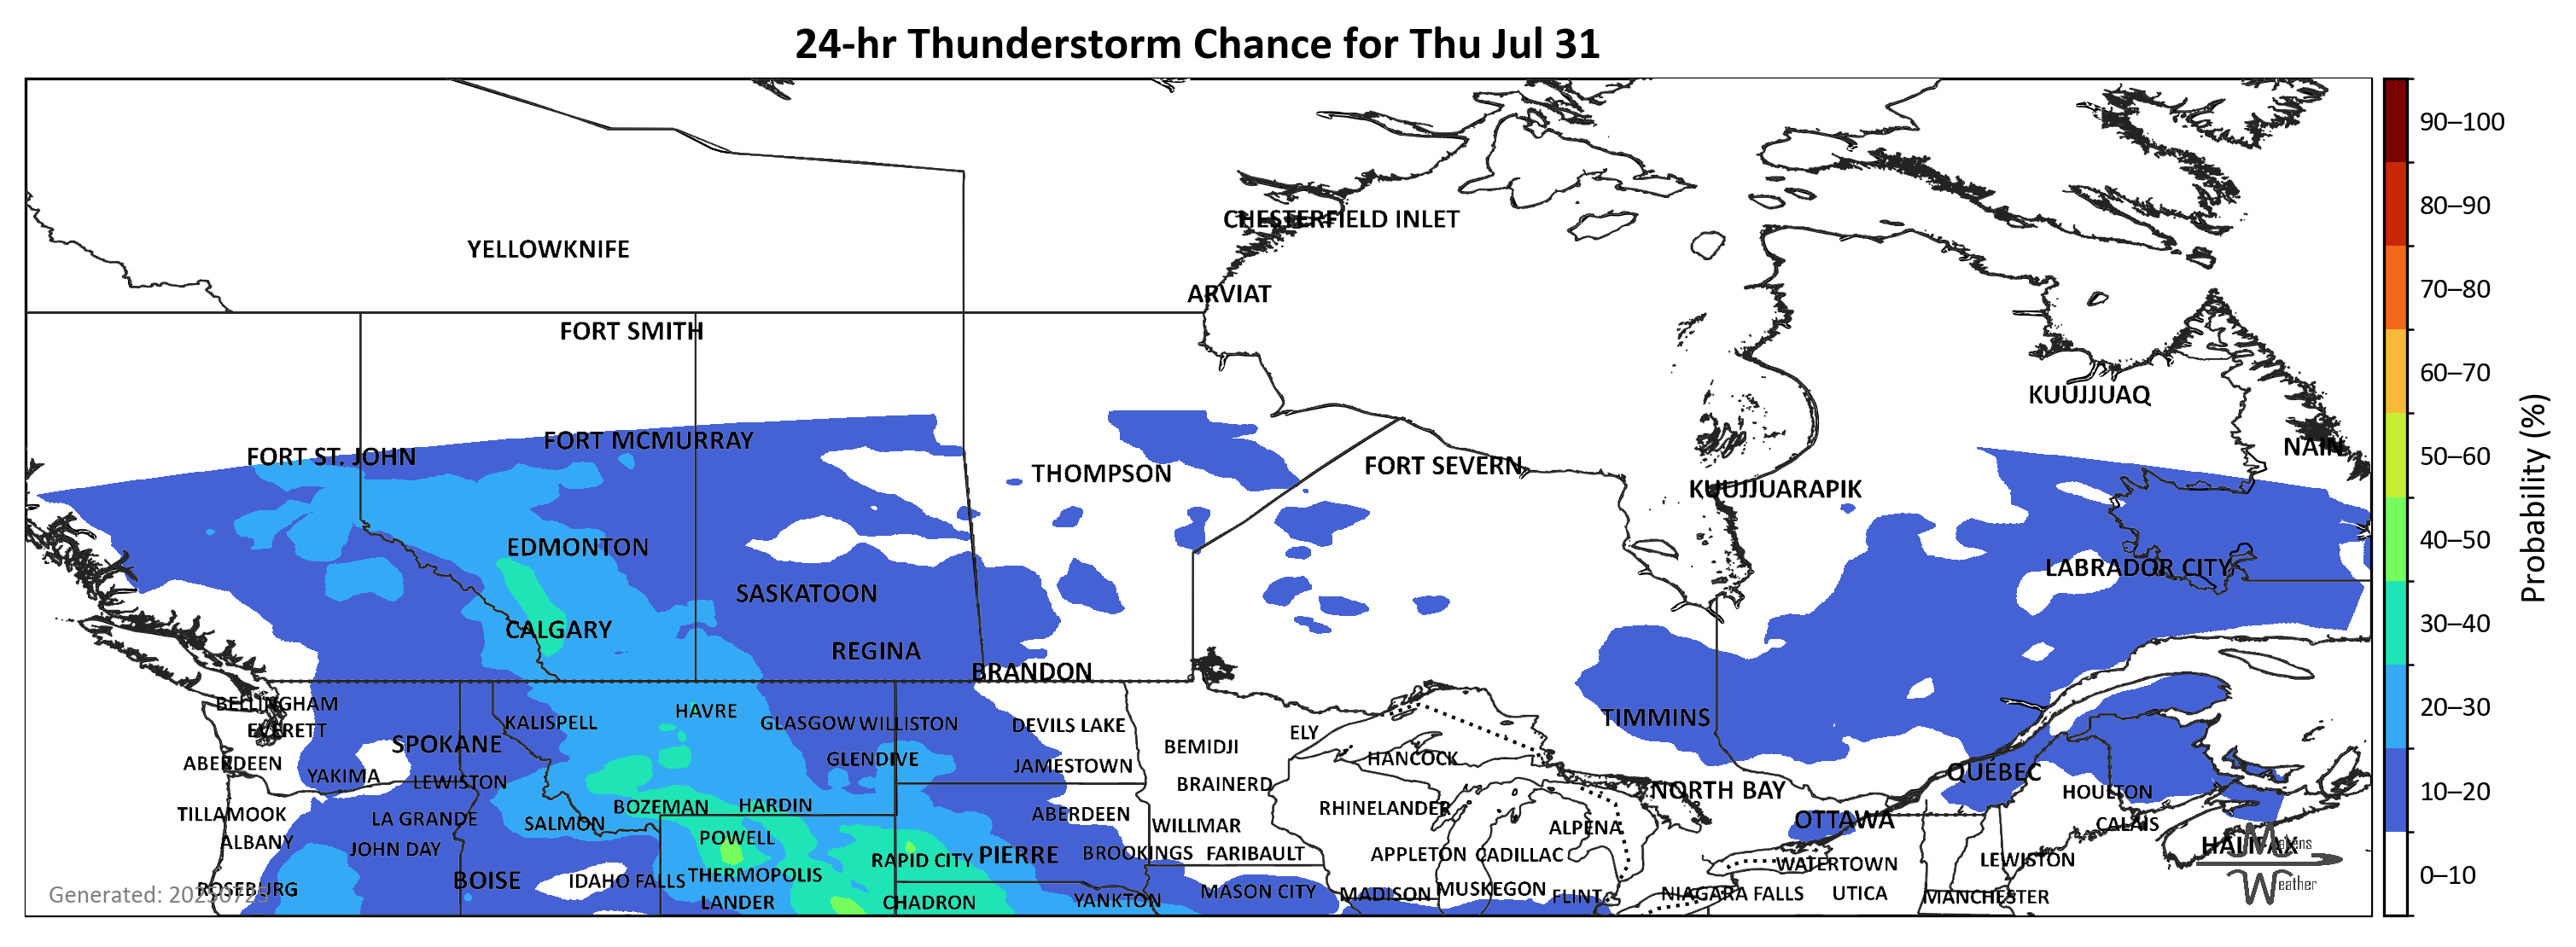 24-hr Thunderstorm Chance for Thu Jul 31
90–100
80–90
CHESTERFIELD INLET
YELLOWKNIFE
70–80
ARVIAT
FORT SMITH
60–70
KUUJJUAQ
FORT MCMURRAY
NAIN
FORT ST. JOHN
50–60
THOMPSON
FORT SEVERN
KUUJJUARAPIK
Probability (%)
EDMONTON
40–50
LABRADOR CITY
SASKATOON
CALGARY
30–40
REGINA
BRANDON
BELLINGHAM
KALISPELL
HAVRE
GLASGOW
WILLISTON
DEVILS LAKE
TIMMINS
20–30
EVERETT
SPOKANE
BEMIDJI
ELY
ABERDEEN
GLENDIVE
JAMESTOWN
HANCOCK
QUÉBEC
YAKIMA
LEWISTON
BRAINERD
NORTH BAY
HOULTON
10–20
TILLAMOOK
LA GRANDE
SALMON
BOZEMAN
HARDIN
ABERDEEN
WILLMAR
RHINELANDER
ALPENA
OTTAWA
CALAIS
ALBANY
JOHN DAY
POWELL
RAPID CITY
PIERRE
BROOKINGS
FARIBAULT
APPLETON
CADILLAC
WATERTOWN
LEWISTON
HALIFAX
BOISE
IDAHO FALLS
THERMOPOLIS
0–10
ROSEBURG
LANDER
CHADRON
YANKTON
MASON CITY
MADISON
MUSKEGON
FLINT
NIAGARA FALLS
UTICA
MANCHESTER
Weather
Generated: 20250725